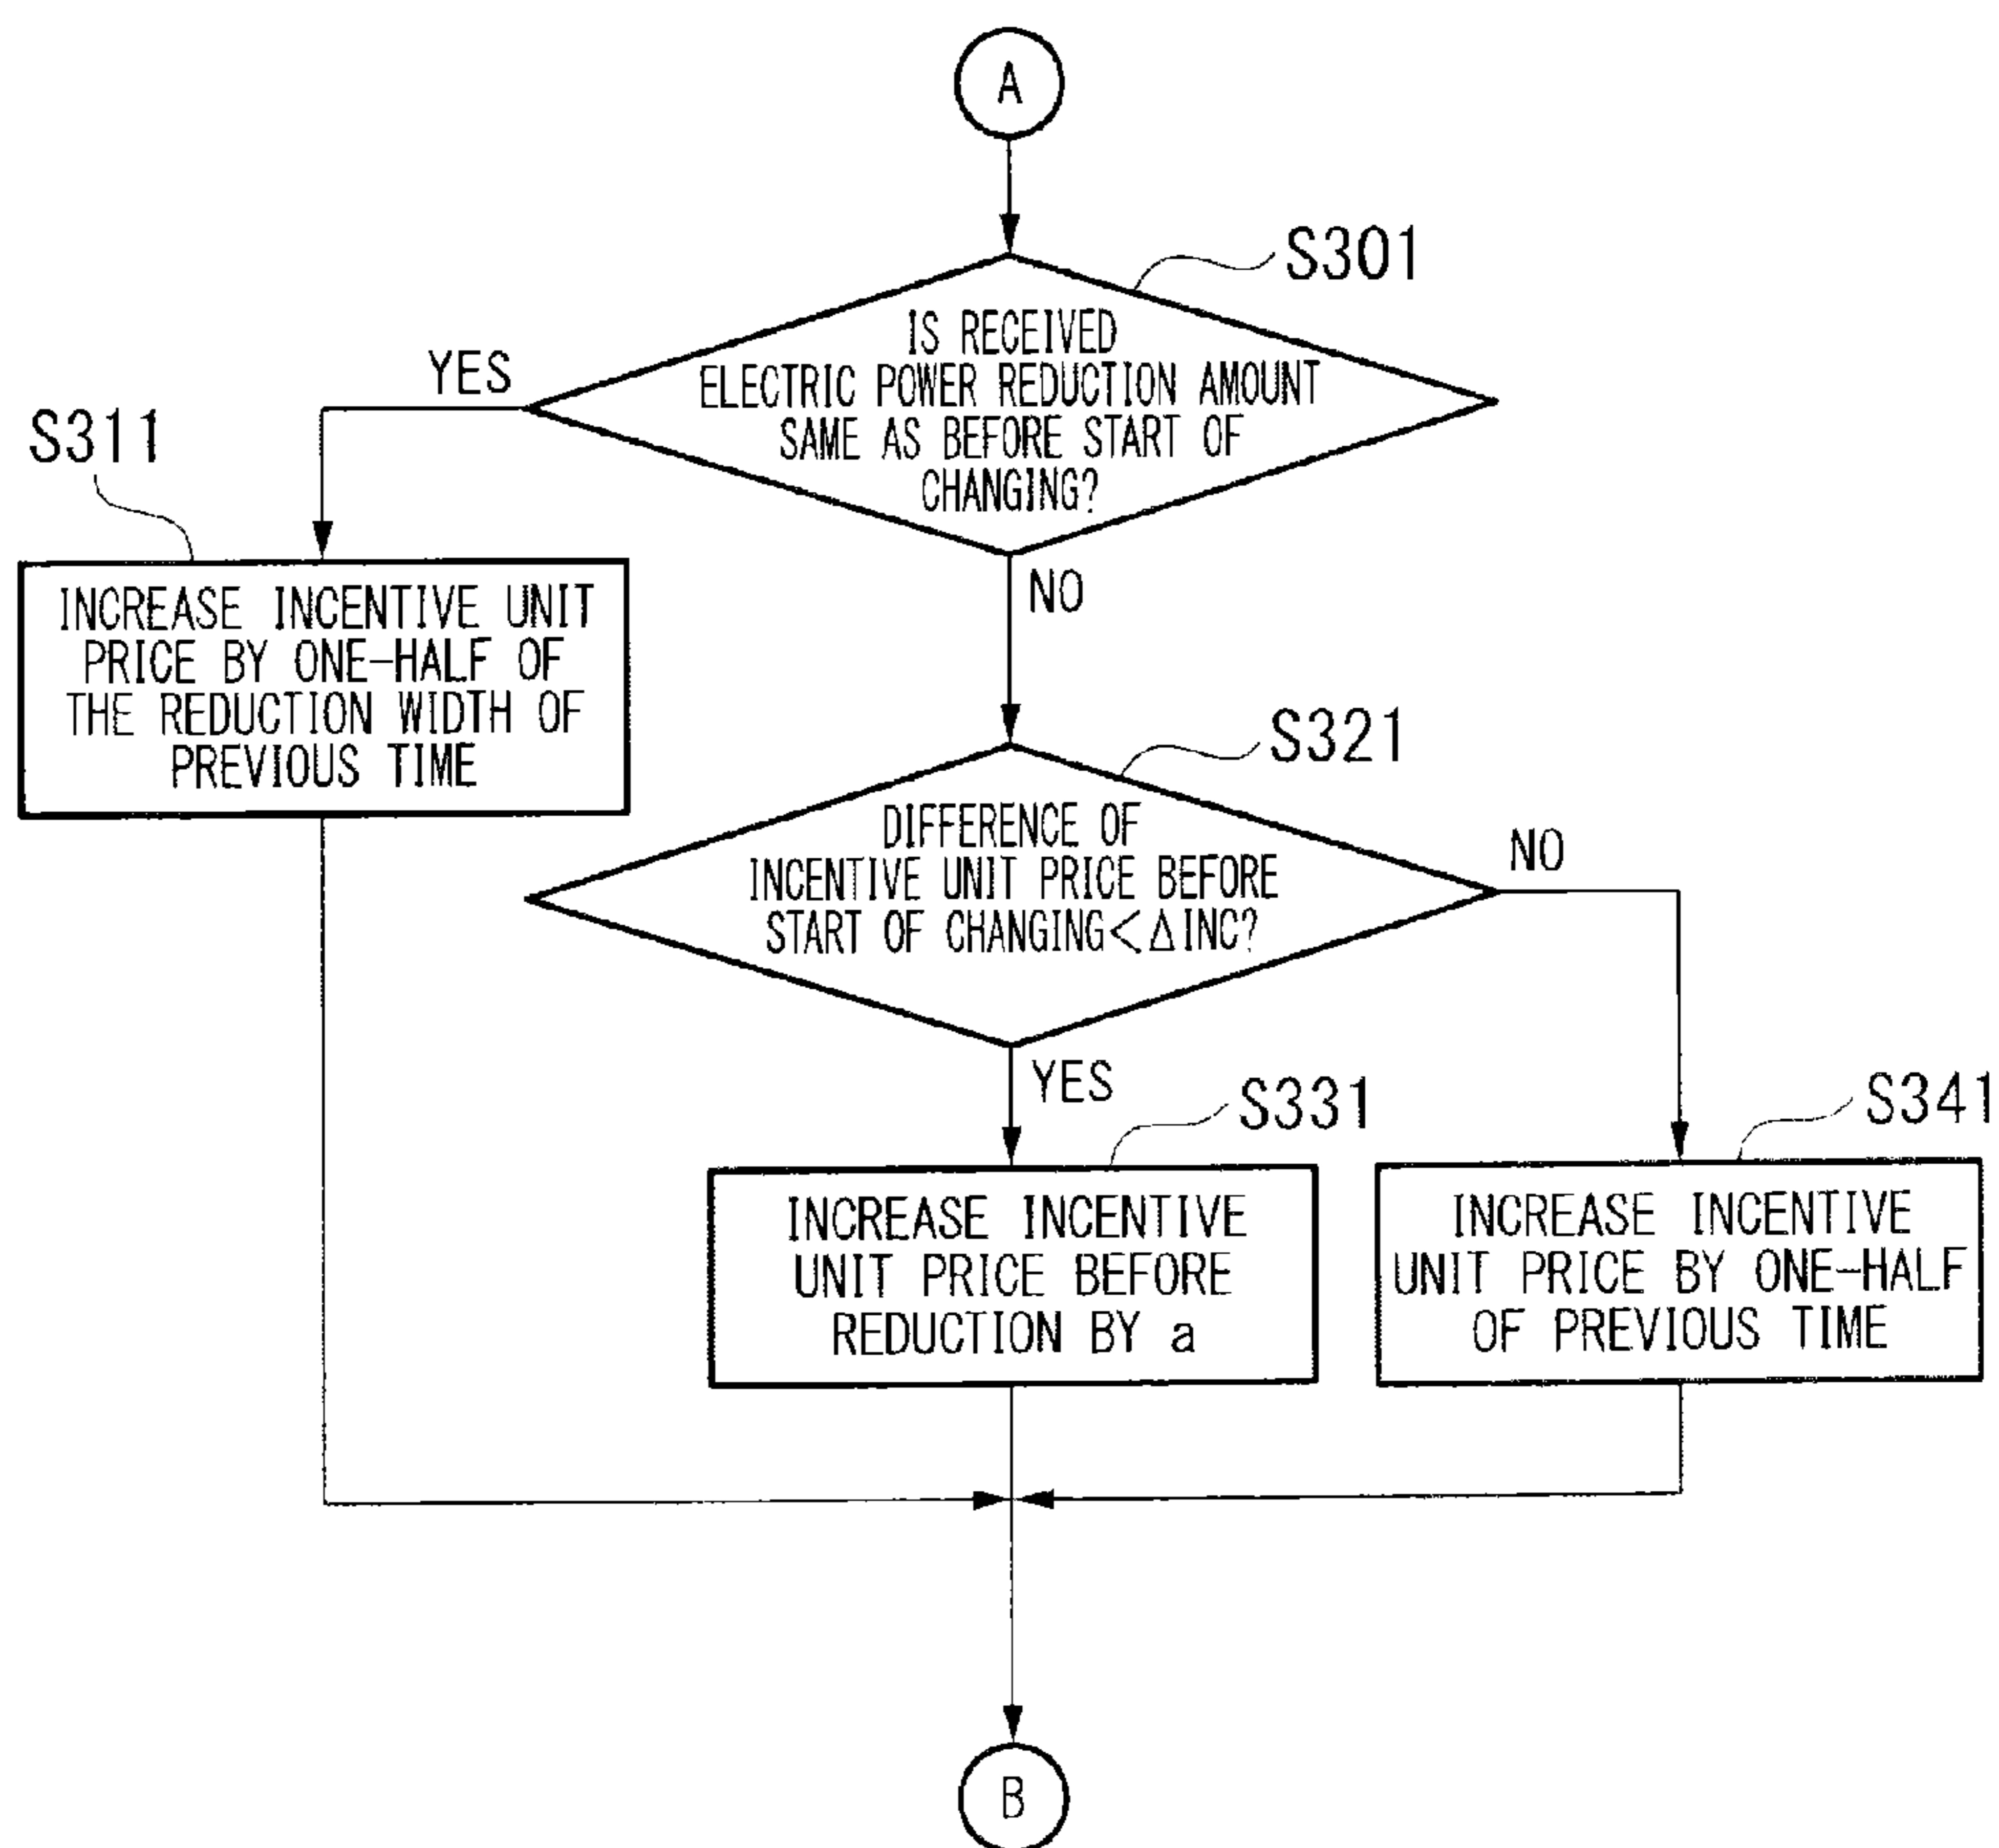 A
S301
IS RECEIVED
ELECTRIC POWER REDUCTION AMOUNT
SAME AS BEFORE START OF
CHANGING?
YES
NO
S311
INCREASE INCENTIVE UNIT
PRICE BY ONE-HALF OF
THE REDUCTION WIDTH OF
PREVIOUS TIME
S321
DIFFERENCE OF
INCENTIVE UNIT PRICE BEFORE
START OF CHANGING<ΔINC?
NO
YES
S331
INCREASE INCENTIVE
UNIT PRICE BEFORE
REDUCTION BY a
S341
INCREASE INCENTIVE
UNIT PRICE BY ONE-HALF
OF PREVIOUS TIME
B